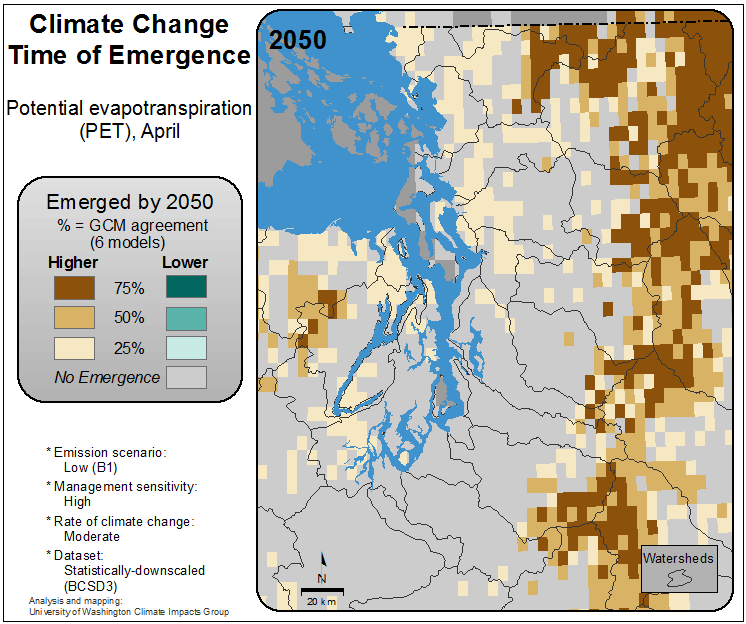 Climate Change
Time of Emergence
Potential evapotranspiration
(PET), April
Emerged by 2050
% = GCM agreement
(6 models)
Higher Lower
75%
50%
25%
No Emergence
* Emission scenario:
Low (B1)
* Management sensitivity:
High
* Rate of climate change:
Moderate
* Dataset:
Statistically-downscaled
(BCSD3)
Analysis and mapping:
University of Washington Climate Impacts Group
2050
N
20 km
Watersheds